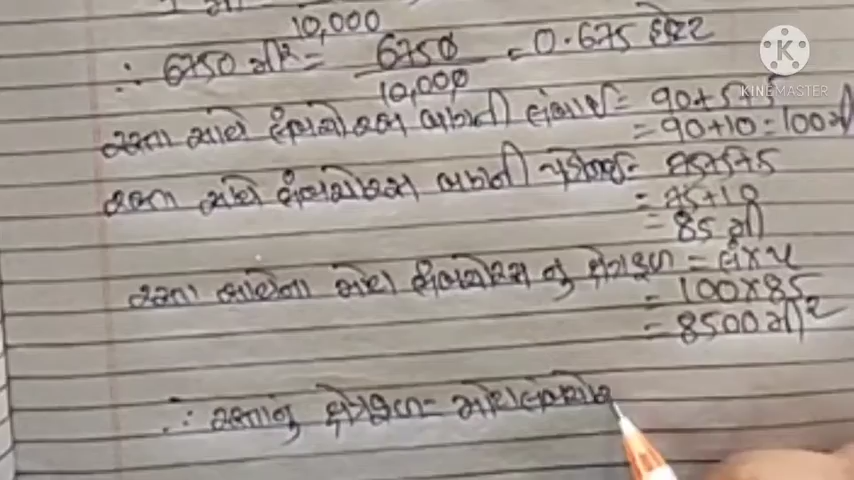 10,000
∴ 6750 મી² = 6750 / 10,000 = 0.675 હેક્ટર
રસ્તા સાથે લંબચોરસ બાગની લંબાઈ = 90+5+5
= 90+10 = 100 મી
રસ્તા સાથે લંબચોરસ બાગની પહોળાઈ = 75+5+5
= 75+10
= 85 મી
રસ્તા સાથેના મોટા લંબચોરસ નું ક્ષેત્રફળ = લં×પ
= 100×85
= 8500 મી²
∴ રસ્તાનું ક્ષેત્રફળ = મોટા લંબચોર
KINEMASTER